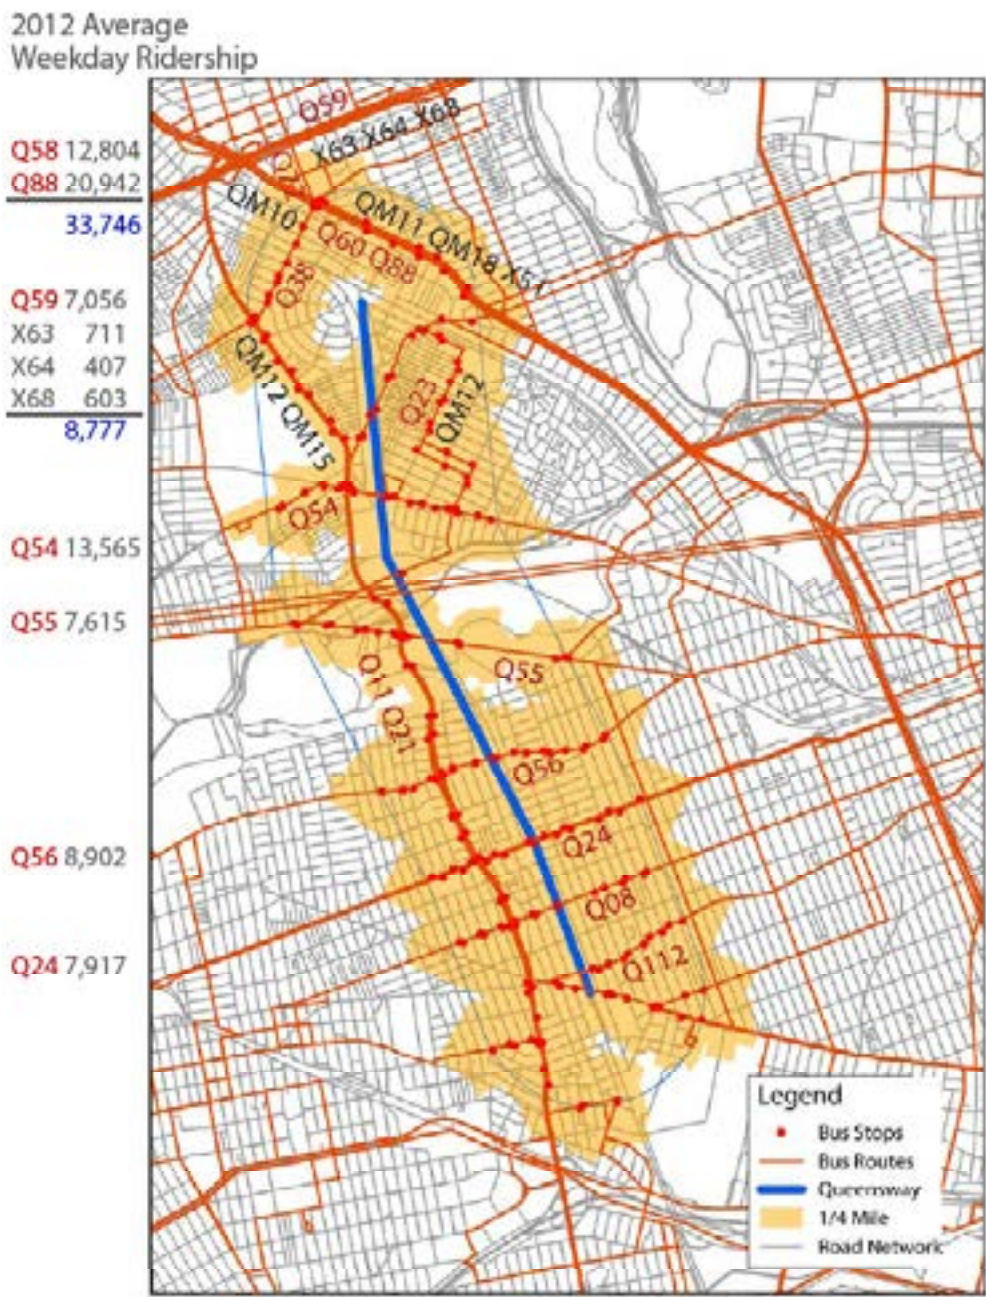 2012 Average
Weekday Ridership
Q58 12,804
Q88 20,942
33,746
Q59 7,056
X63 711
X64 407
X68 603
8,777
Q54 13,565
Q55 7,615
Q56 8,902
Q24 7,917
Q59
X63 X64 X68
QM10
QM11 QM18 X51
Q60 Q88
Q38
QM12 QM15
Q23
QM12
Q54
Q55
Q11 Q21
Q56
Q24
Q08
Q112
Legend
Bus Stops
Bus Routes
Queensway
1/4 Mile
Road Network